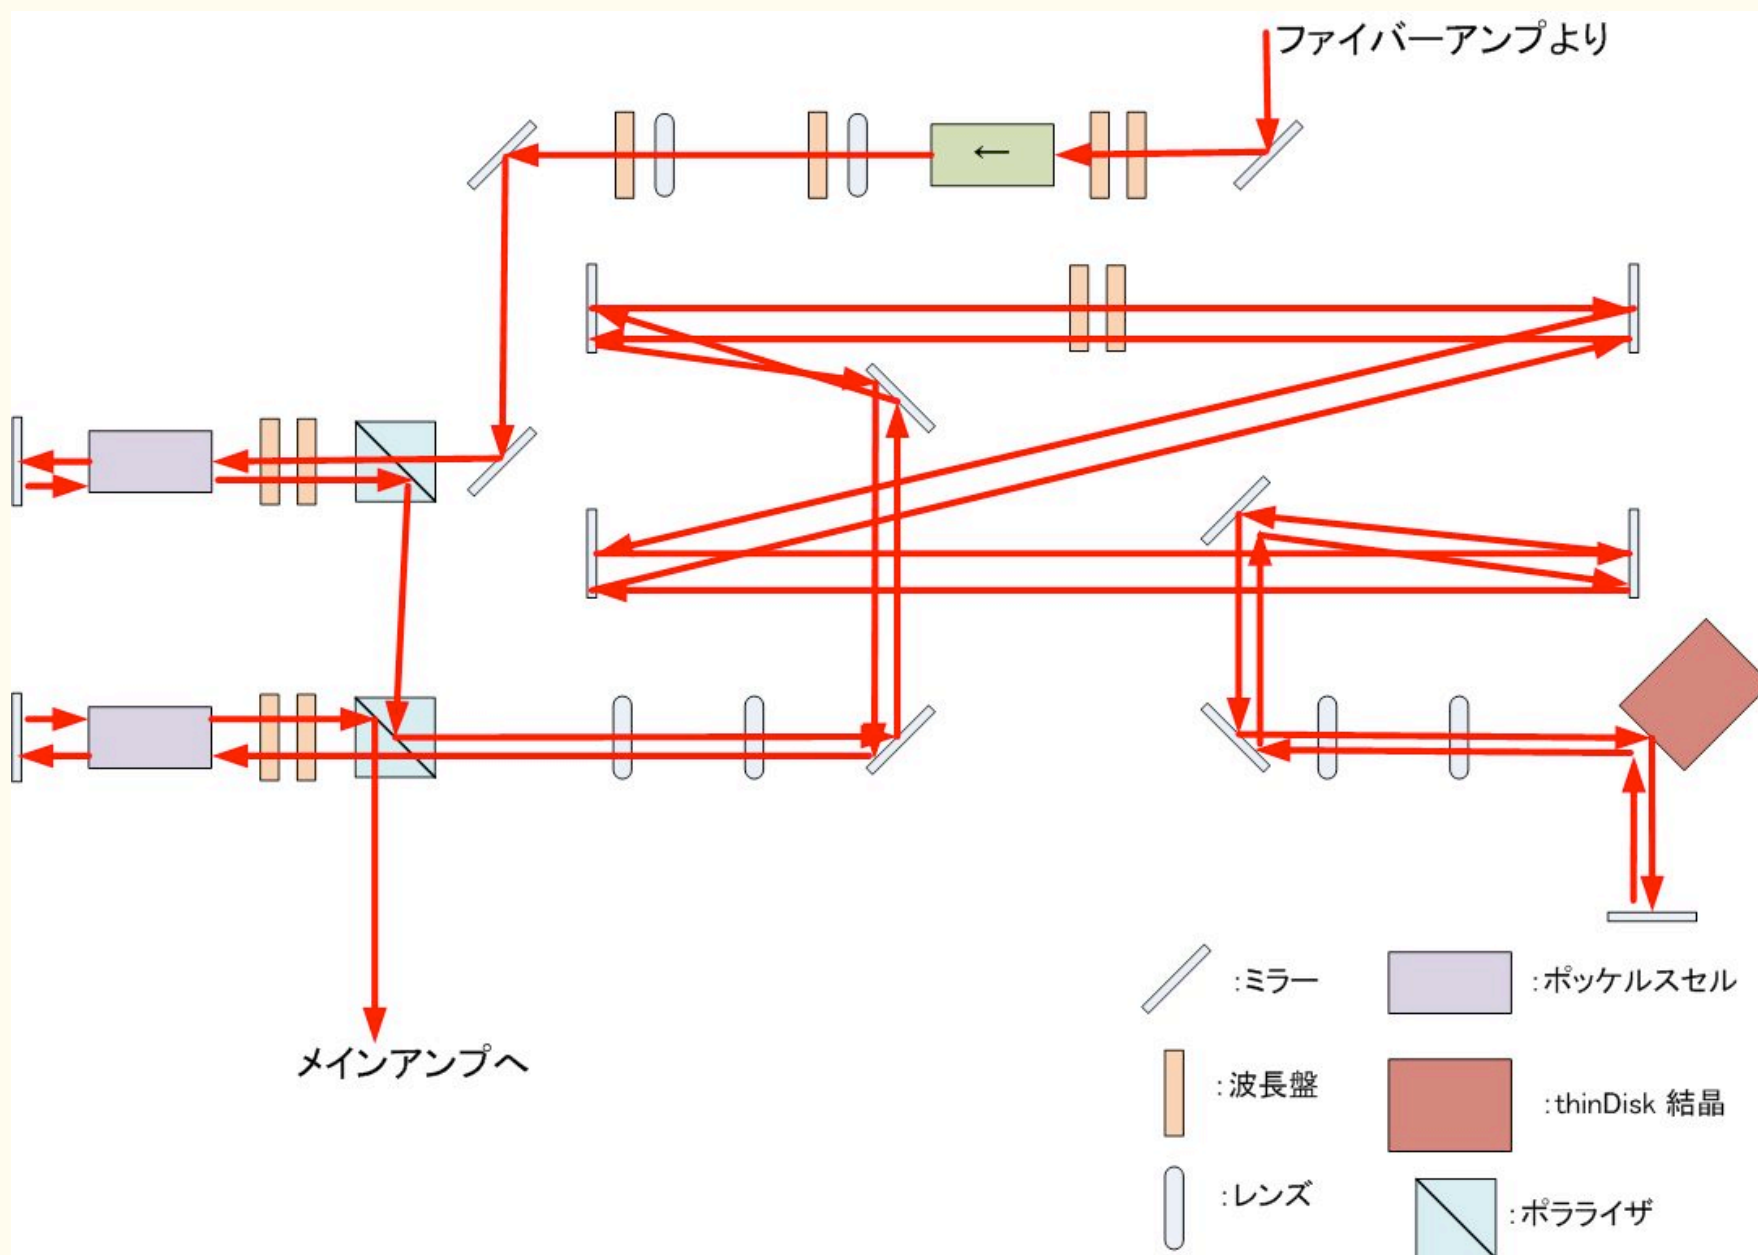 ファイバーアンプより
←
メインアンプへ
:ミラー
:ポッケルスセル
:波長盤
:thinDisk 結晶
:レンズ
:ポラライザ